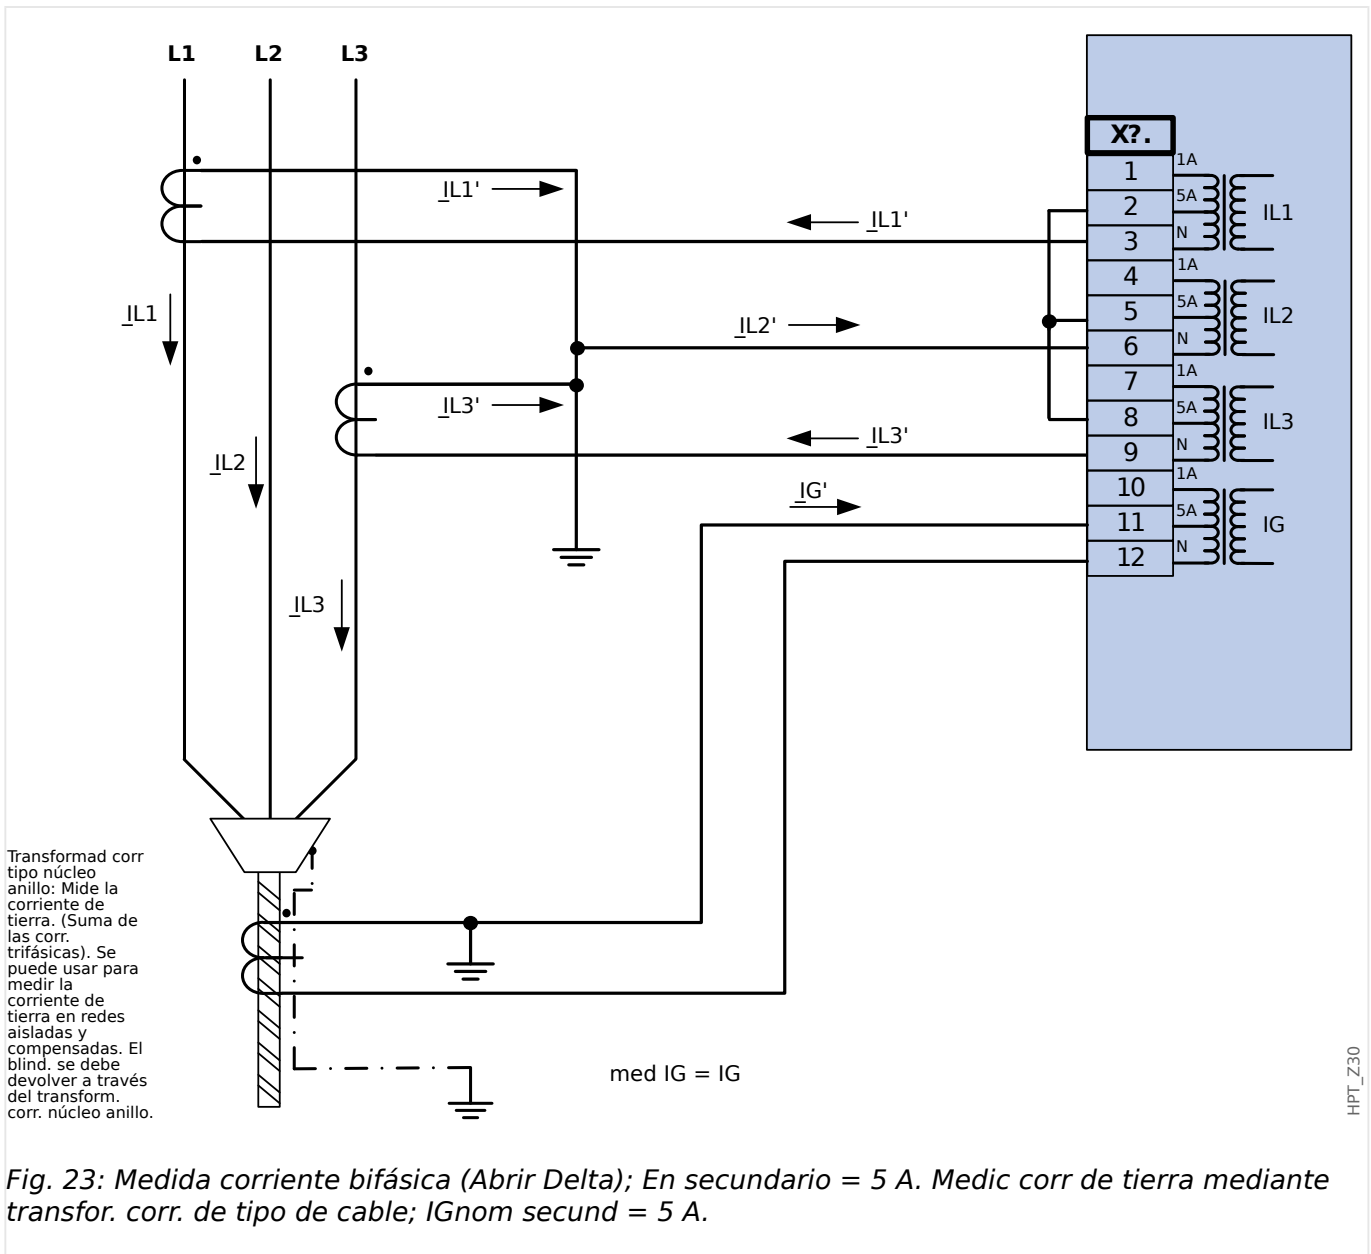 L1 L2 L3
X?.
1 1A
2 5A IL1
3 N
4 1A
5 5A IL2
6 N
7 1A
8 5A IL3
9 N
10 1A
11 5A IG
12 N
IL1'
IL1'
IL1
IL2'
IL3'
IL3'
IL2
IG'
IL3
Transformad corr
tipo núcleo
anillo: Mide la
corriente de
tierra. (Suma de
las corr.
trifásicas). Se
puede usar para
medir la
corriente de
tierra en redes
aisladas y
compensadas. El
blind. se debe
devolver a través
del transform.
corr. núcleo anillo.
med IG = IG
HPT_Z30
Fig. 23: Medida corriente bifásica (Abrir Delta); En secundario = 5 A. Medic corr de tierra mediante
transfor. corr. de tipo de cable; IGnom secund = 5 A.